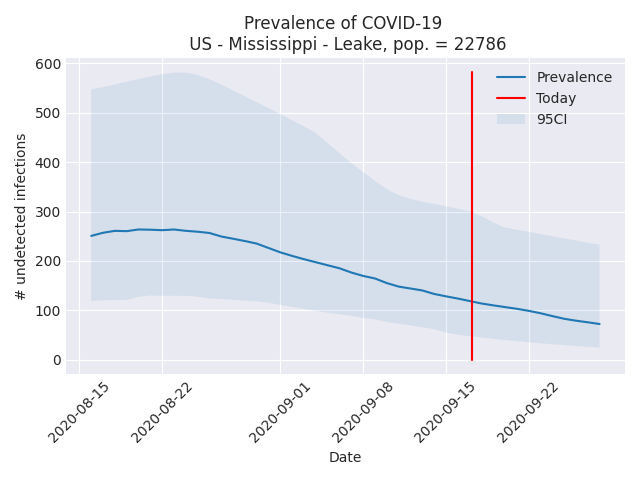 Prevalence of COVID-19
US - Mississippi - Leake, pop. = 22786
600
500
400
300
200
100
0
# undetected infections
Prevalence
Today
95CI
2020-08-15
2020-08-22
2020-09-01
2020-09-08
2020-09-15
2020-09-22
Date